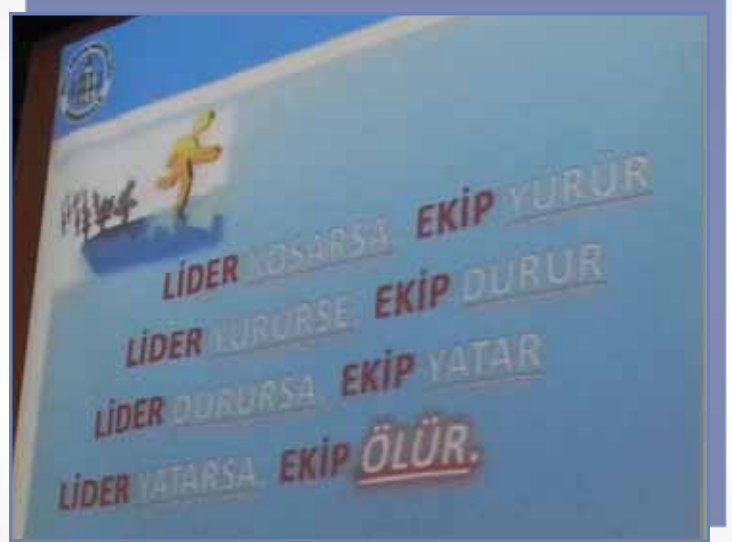 LİDER KOŞARSA, EKİP YÜRÜR
LİDER YÜRÜRSE, EKİP DURUR
LİDER DURURSA, EKİP YATAR
LİDER YATARSA, EKİP ÖLÜR.